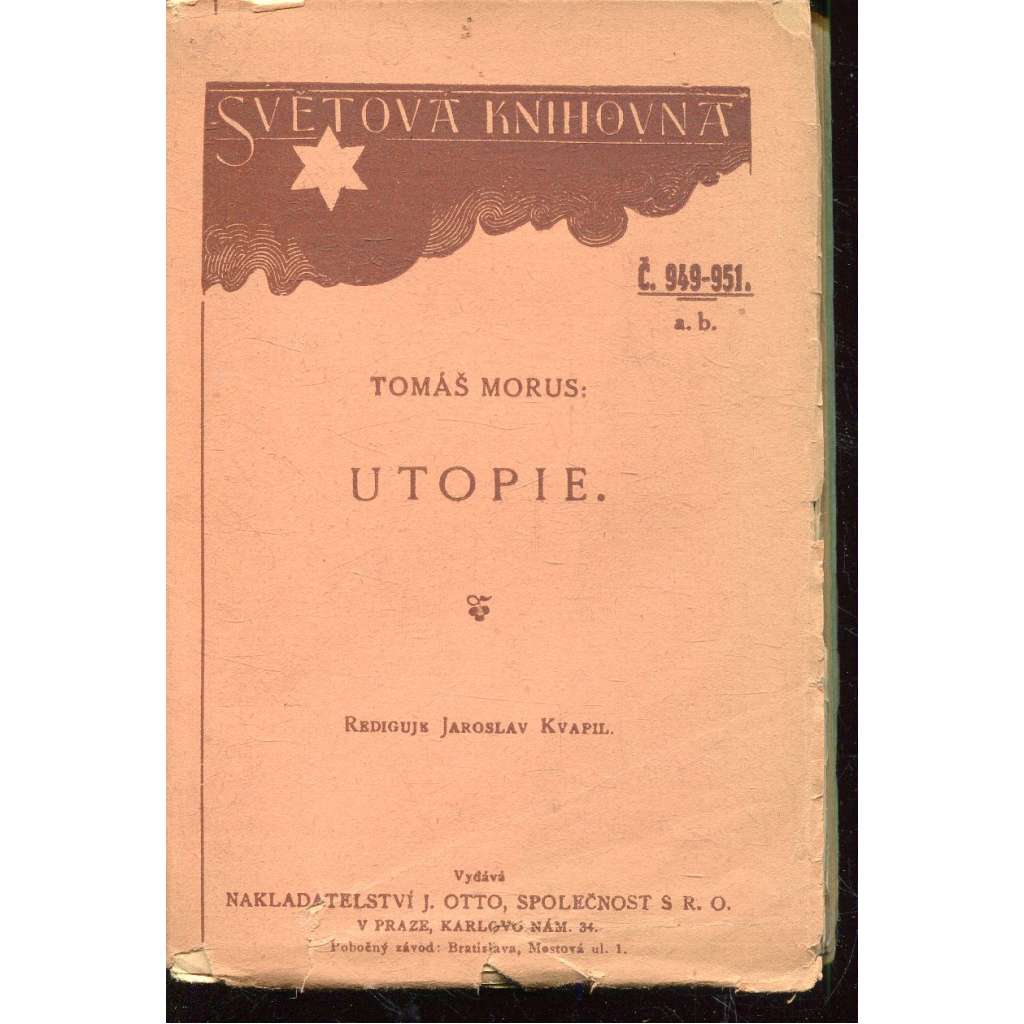 SVĚTOVÁ KNIHOVNA
Č. 949-951.
a. b.
TOMÁŠ MORUS:
UTOPIE.
REDIGUJE JAROSLAV KVAPIL.
Vydává
NAKLADATELSTVÍ J. OTTO, SPOLEČNOST S R. O.
V PRAZE, KARLOVO NÁM. 34.
Pobočný závod: Bratislava, Mostová ul. 1.